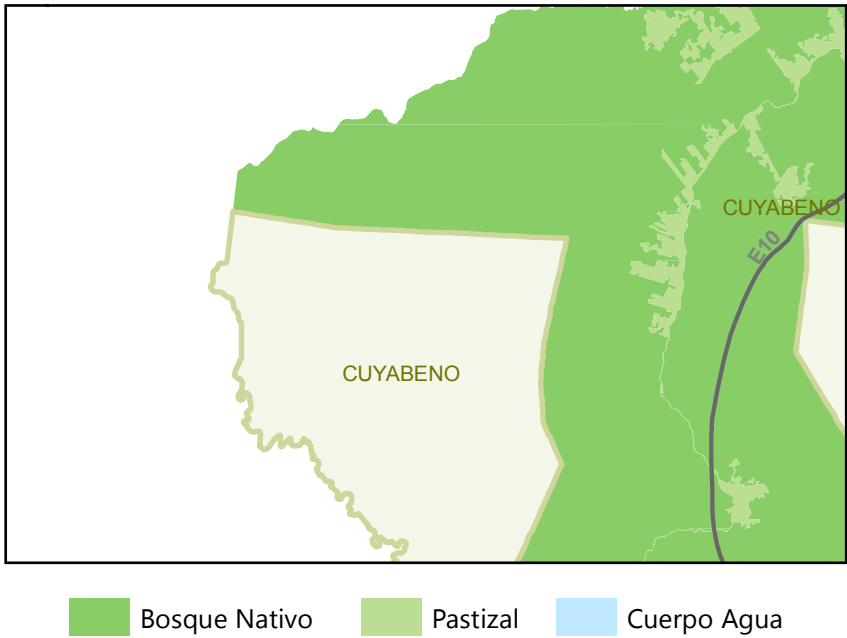 CUYABENO
E10
CUYABENO
Bosque Nativo
Pastizal
Cuerpo Agua